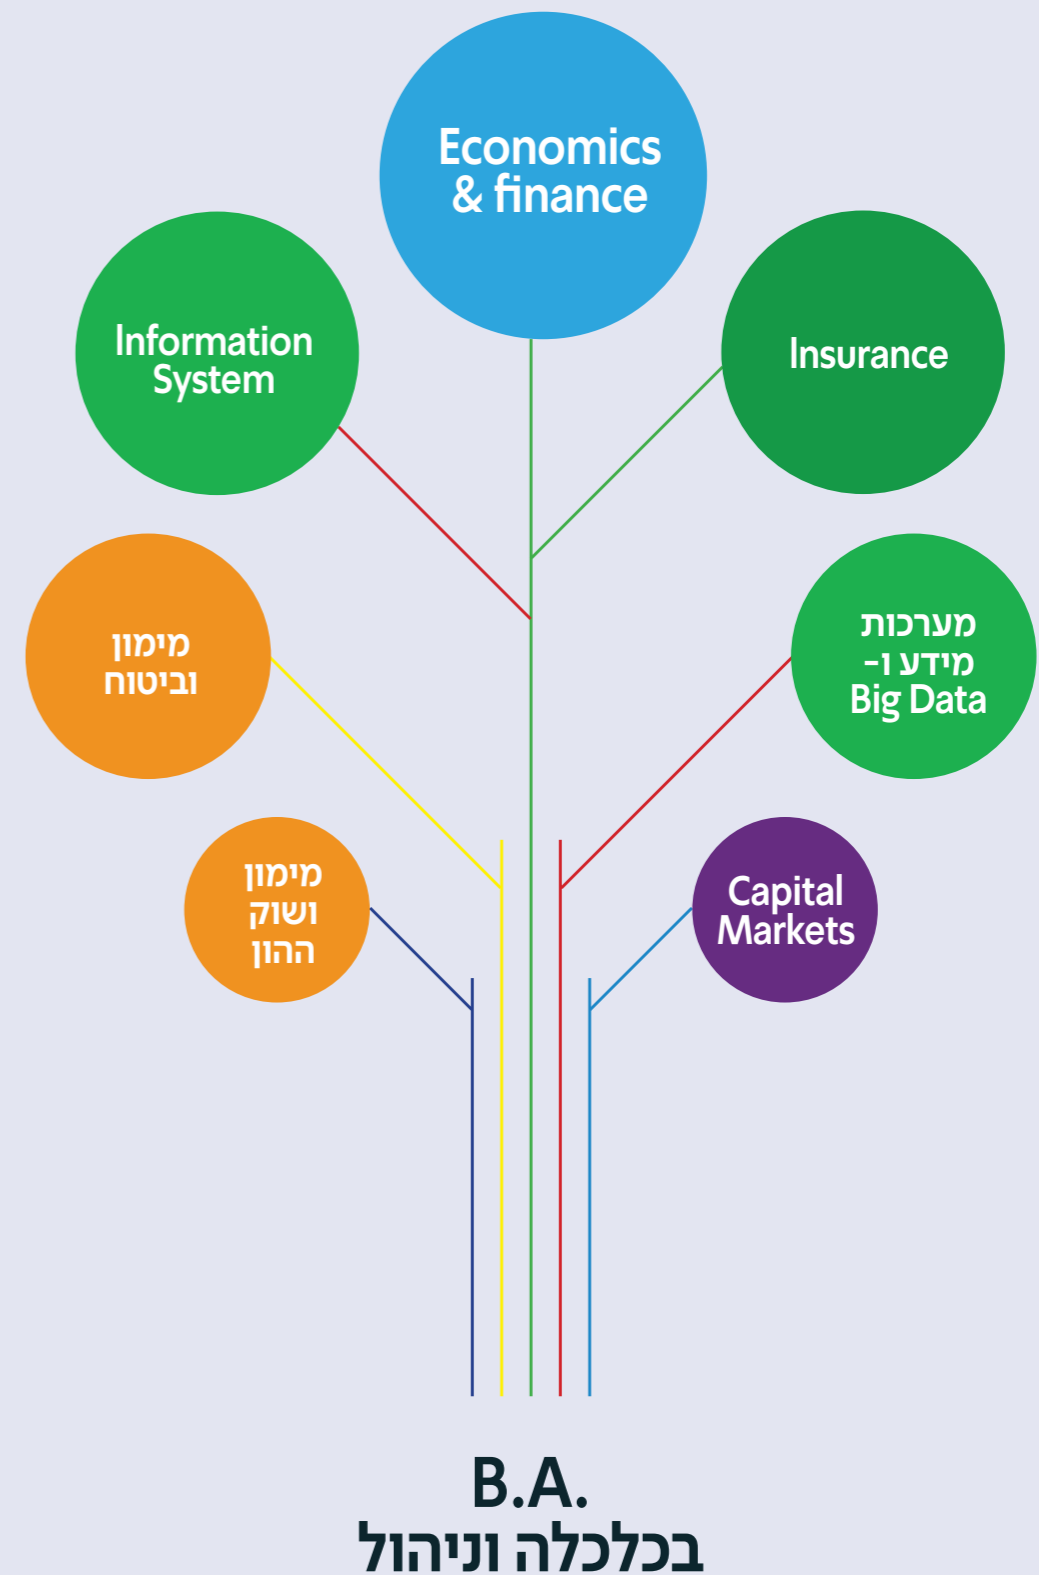 Economics
& finance
Information
System
Insurance
מימון
וביטוח
מערכות
מידע ו-
Big Data
מימון
ושוק
ההון
Capital
Markets
B.A.
בכלכלה וניהול